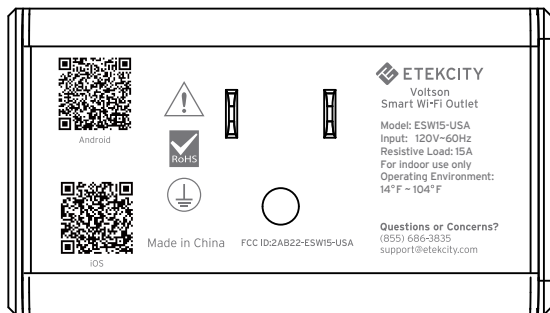 Android
iOS
RoHS
Made in China
FCC ID:2AB22-ESW15-USA
ETEKCITY
Voltson
Smart Wi-Fi Outlet
Model: ESW15-USA
Input: 120V~60Hz
Resistive Load: 15A
For indoor use only
Operating Environment:
14°F ~ 104°F
Questions or Concerns?
(855) 686-3835
support@etekcity.com